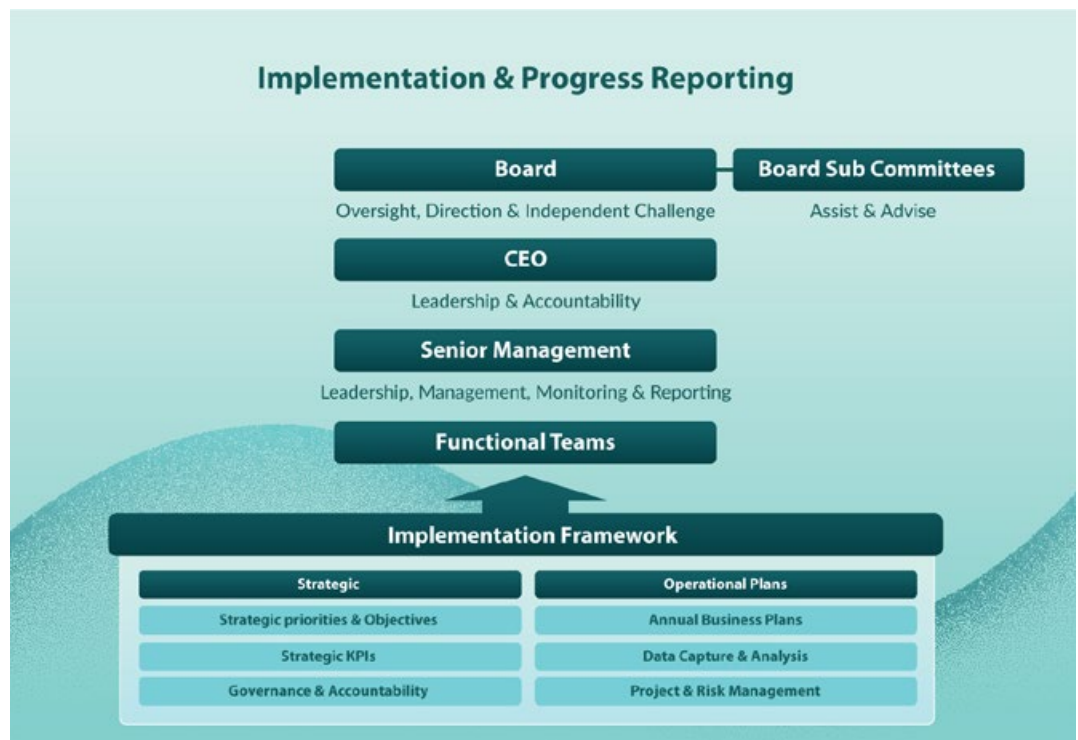 Implementation & Progress Reporting
Board
Board Sub Committees
Oversight, Direction & Independent Challenge
Assist & Advise
CEO
Leadership & Accountability
Senior Management
Leadership, Management, Monitoring & Reporting
Functional Teams
Implementation Framework
Strategic
Operational Plans
Strategic priorities & Objectives
Annual Business Plans
Strategic KPIs
Data Capture & Analysis
Governance & Accountability
Project & Risk Management